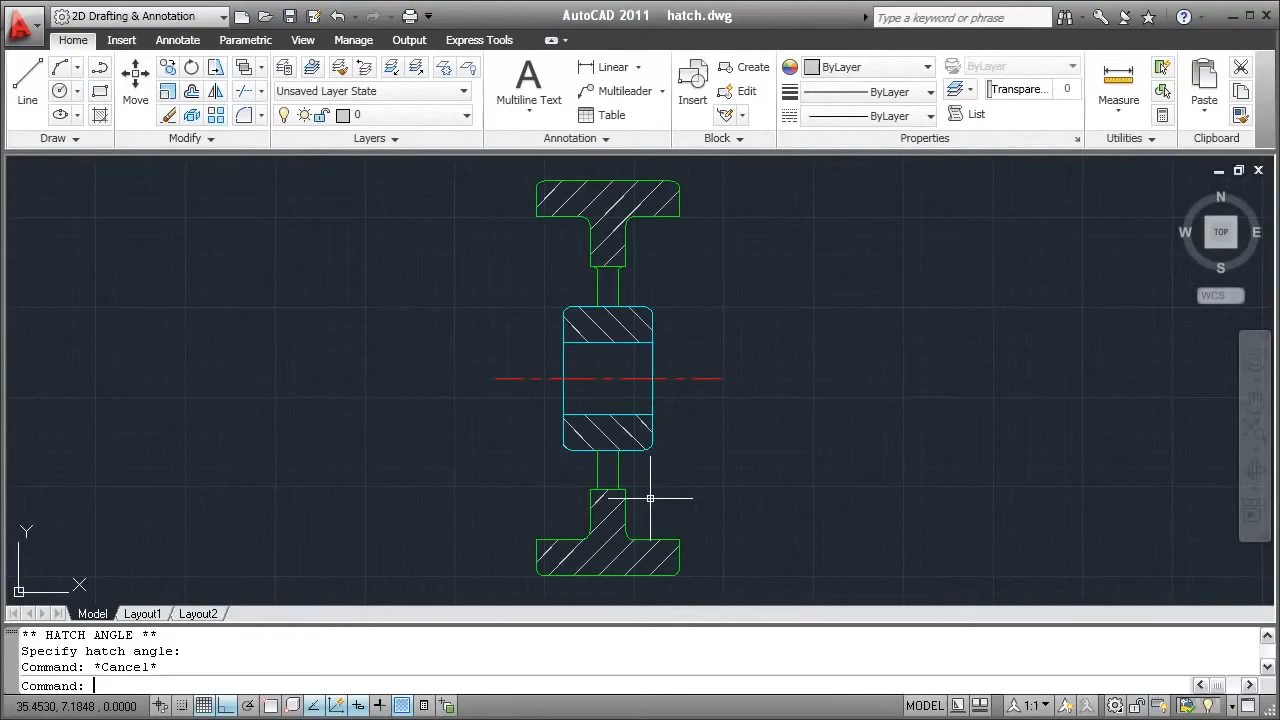 2D Drafting & Annotation
AutoCAD 2011 hatch.dwg
Type a keyword or phrase
Home Insert Annotate Parametric View Manage Output Express Tools
Line
Move
Unsaved Layer State
0
Multiline Text
Linear
Multileader
Table
Insert
Create
Edit
ByLayer
ByLayer
ByLayer
ByLayer
Transpare... 0
List
Measure
Paste
Draw Modify Layers Annotation Block Properties Utilities Clipboard
N
W TOP E
S
WCS
Y
X
Model Layout1 Layout2
** HATCH ANGLE **
Specify hatch angle:
Command: *Cancel*
Command:
35.4530, 7.1848 , 0.0000
MODEL
1:1